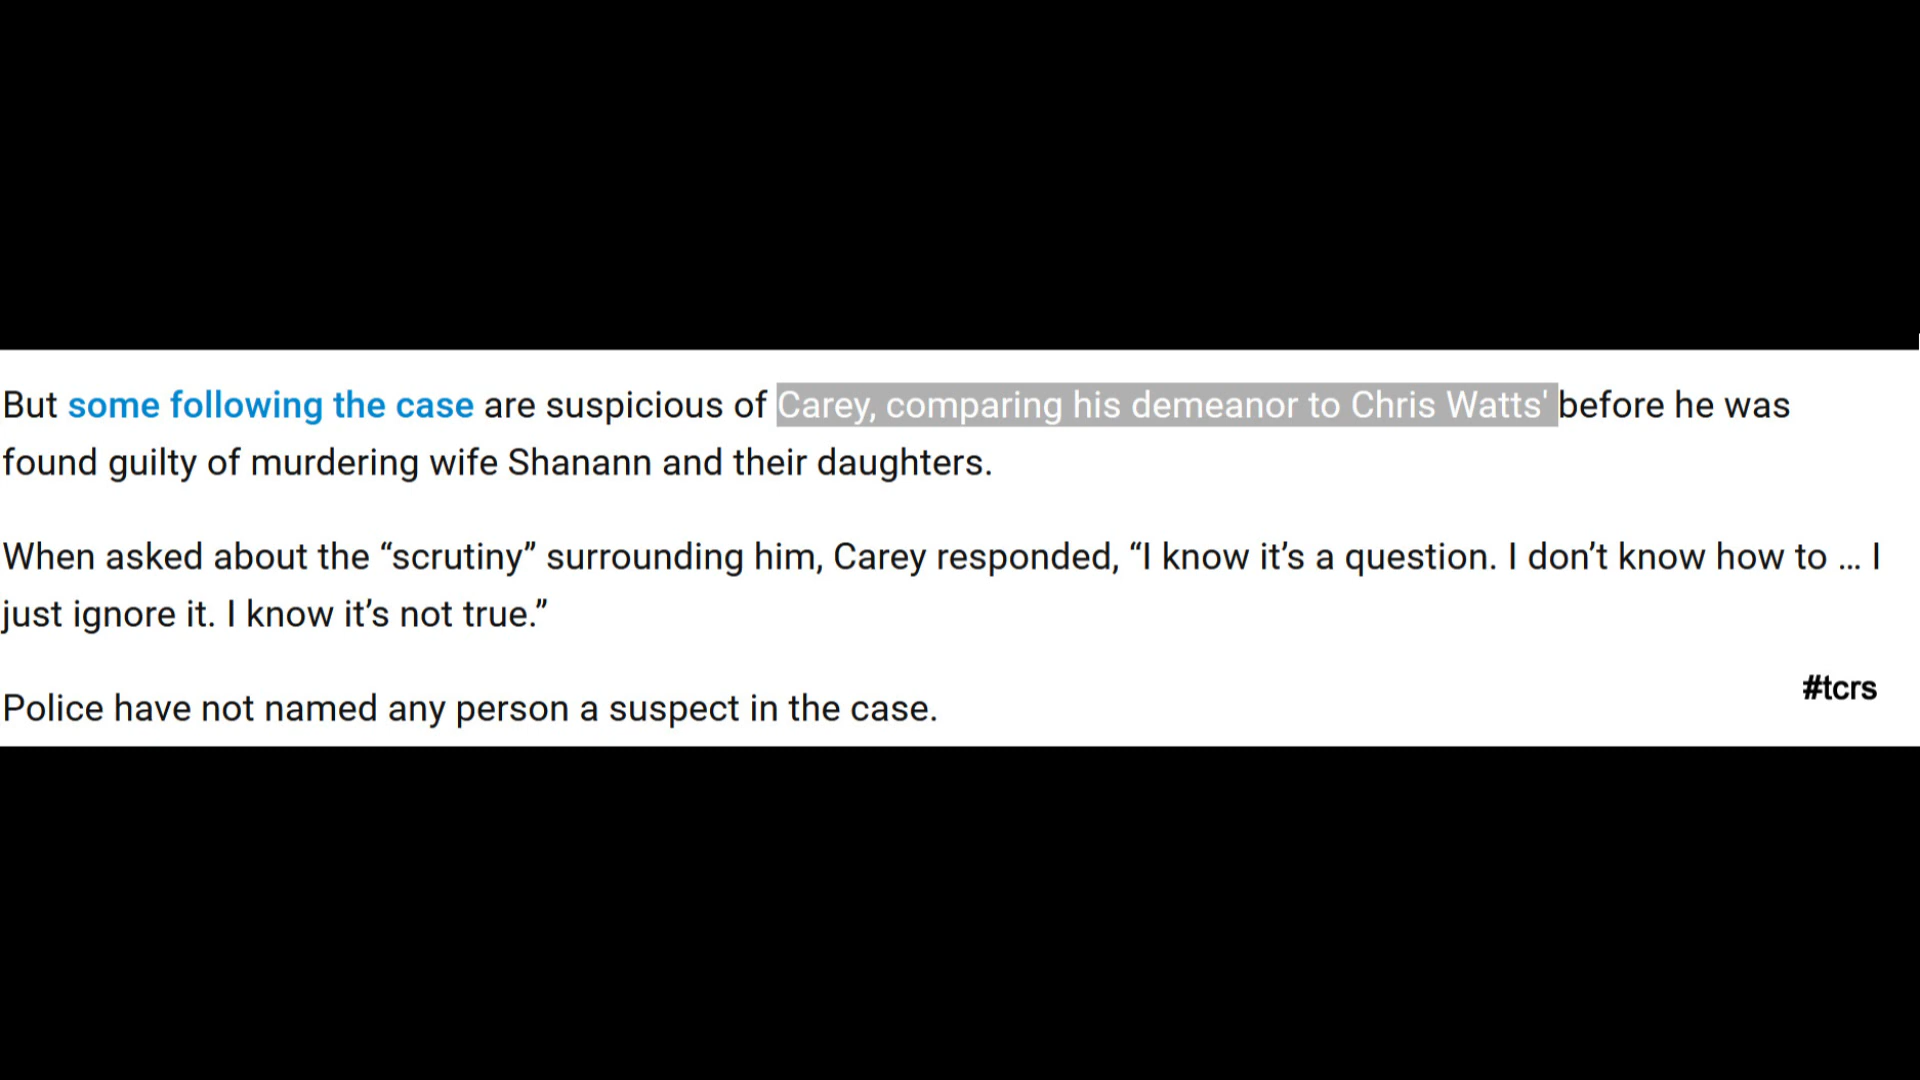 But some following the case are suspicious of Carey, comparing his demeanor to Chris Watts' before he was
found guilty of murdering wife Shanann and their daughters.
When asked about the “scrutiny” surrounding him, Carey responded, “I know it’s a question. I don’t know how to … I
just ignore it. I know it’s not true.”
#tcrs
Police have not named any person a suspect in the case.